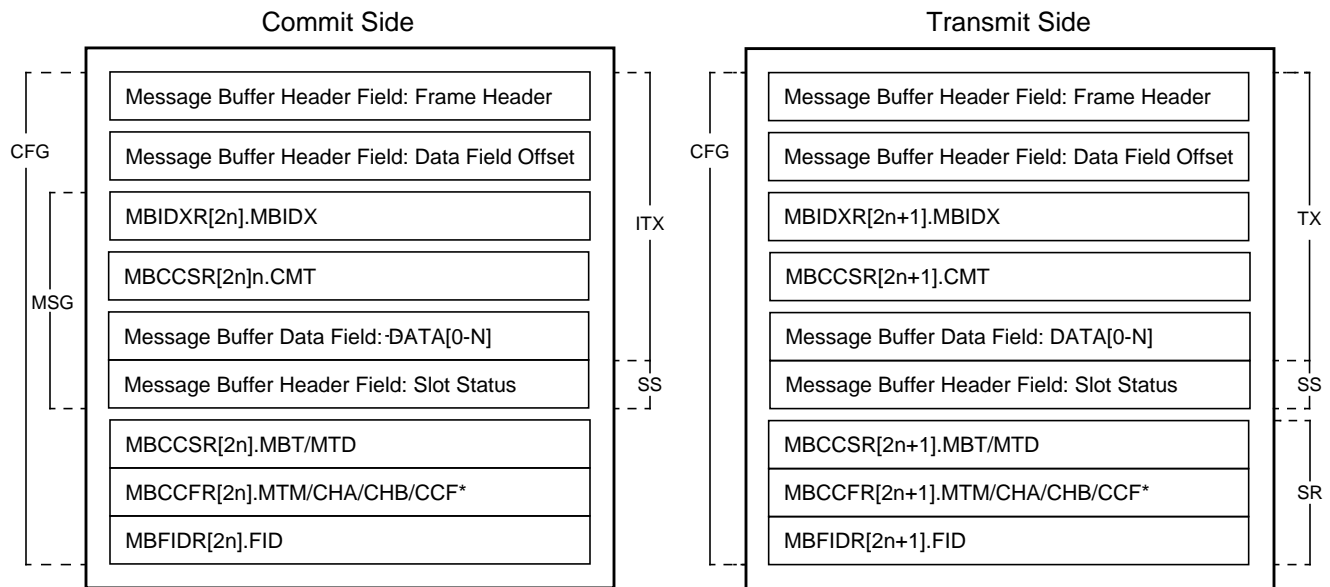 Commit Side
CFG
MSG
Message Buffer Header Field: Frame Header
Message Buffer Header Field: Data Field Offset
MBIDXR[2n].MBIDX
MBCCSR[2n]n.CMT
Message Buffer Data Field: DATA[0-N]
Message Buffer Header Field: Slot Status
MBCCSR[2n].MBT/MTD
MBCCFR[2n].MTM/CHA/CHB/CCF*
MBFIDR[2n].FID
ITX
SS
Transmit Side
CFG
Message Buffer Header Field: Frame Header
Message Buffer Header Field: Data Field Offset
MBIDXR[2n+1].MBIDX
MBCCSR[2n+1].CMT
Message Buffer Data Field: DATA[0-N]
Message Buffer Header Field: Slot Status
MBCCSR[2n+1].MBT/MTD
MBCCFR[2n+1].MTM/CHA/CHB/CCF*
MBFIDR[2n+1].FID
TX
SS
SR